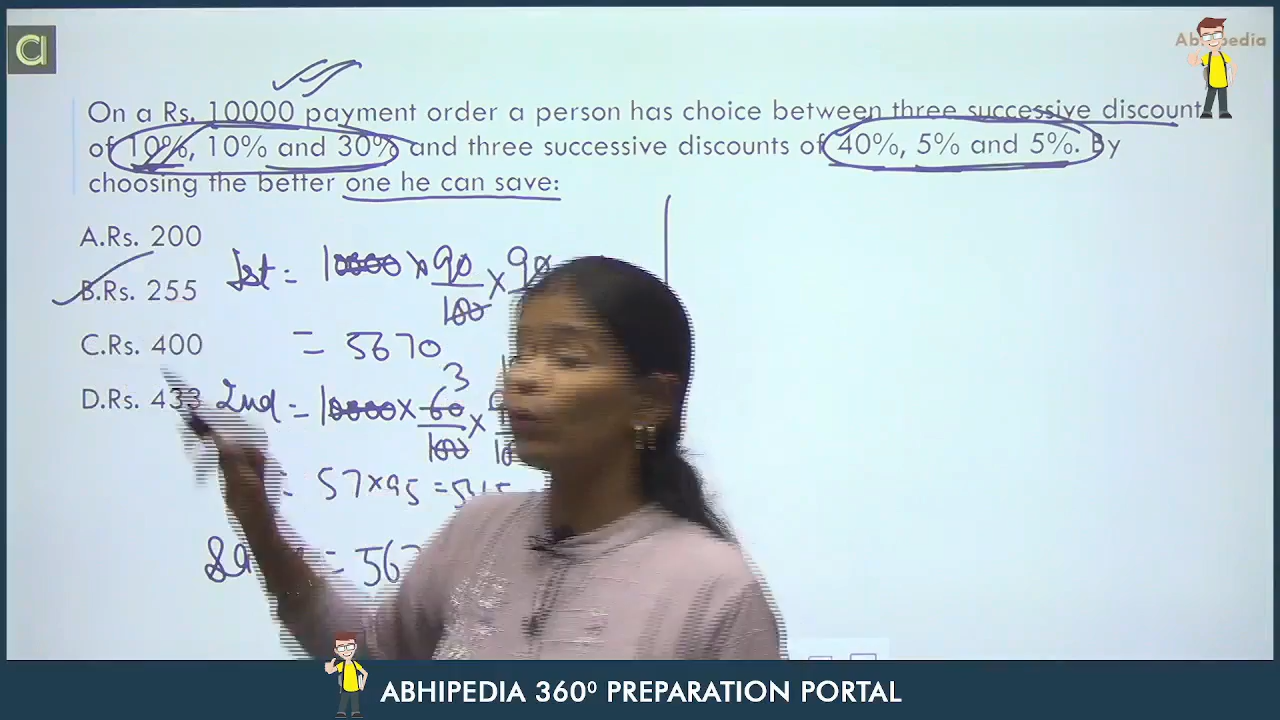 Abhipedia
On a Rs. 10000 payment order a person has choice between three successive discount
of 10%, 10% and 30% and three successive discounts of 40%, 5% and 5%. By
choosing the better one he can save:
A.Rs. 200
B.Rs. 255
C.Rs. 400
D.Rs. 433
Ist = 10000 × 90/100 × 90
= 5670
2nd = 10000 × 60/100 ×
3
= 57×95 =
= 567
ABHIPEDIA 360⁰ PREPARATION PORTAL